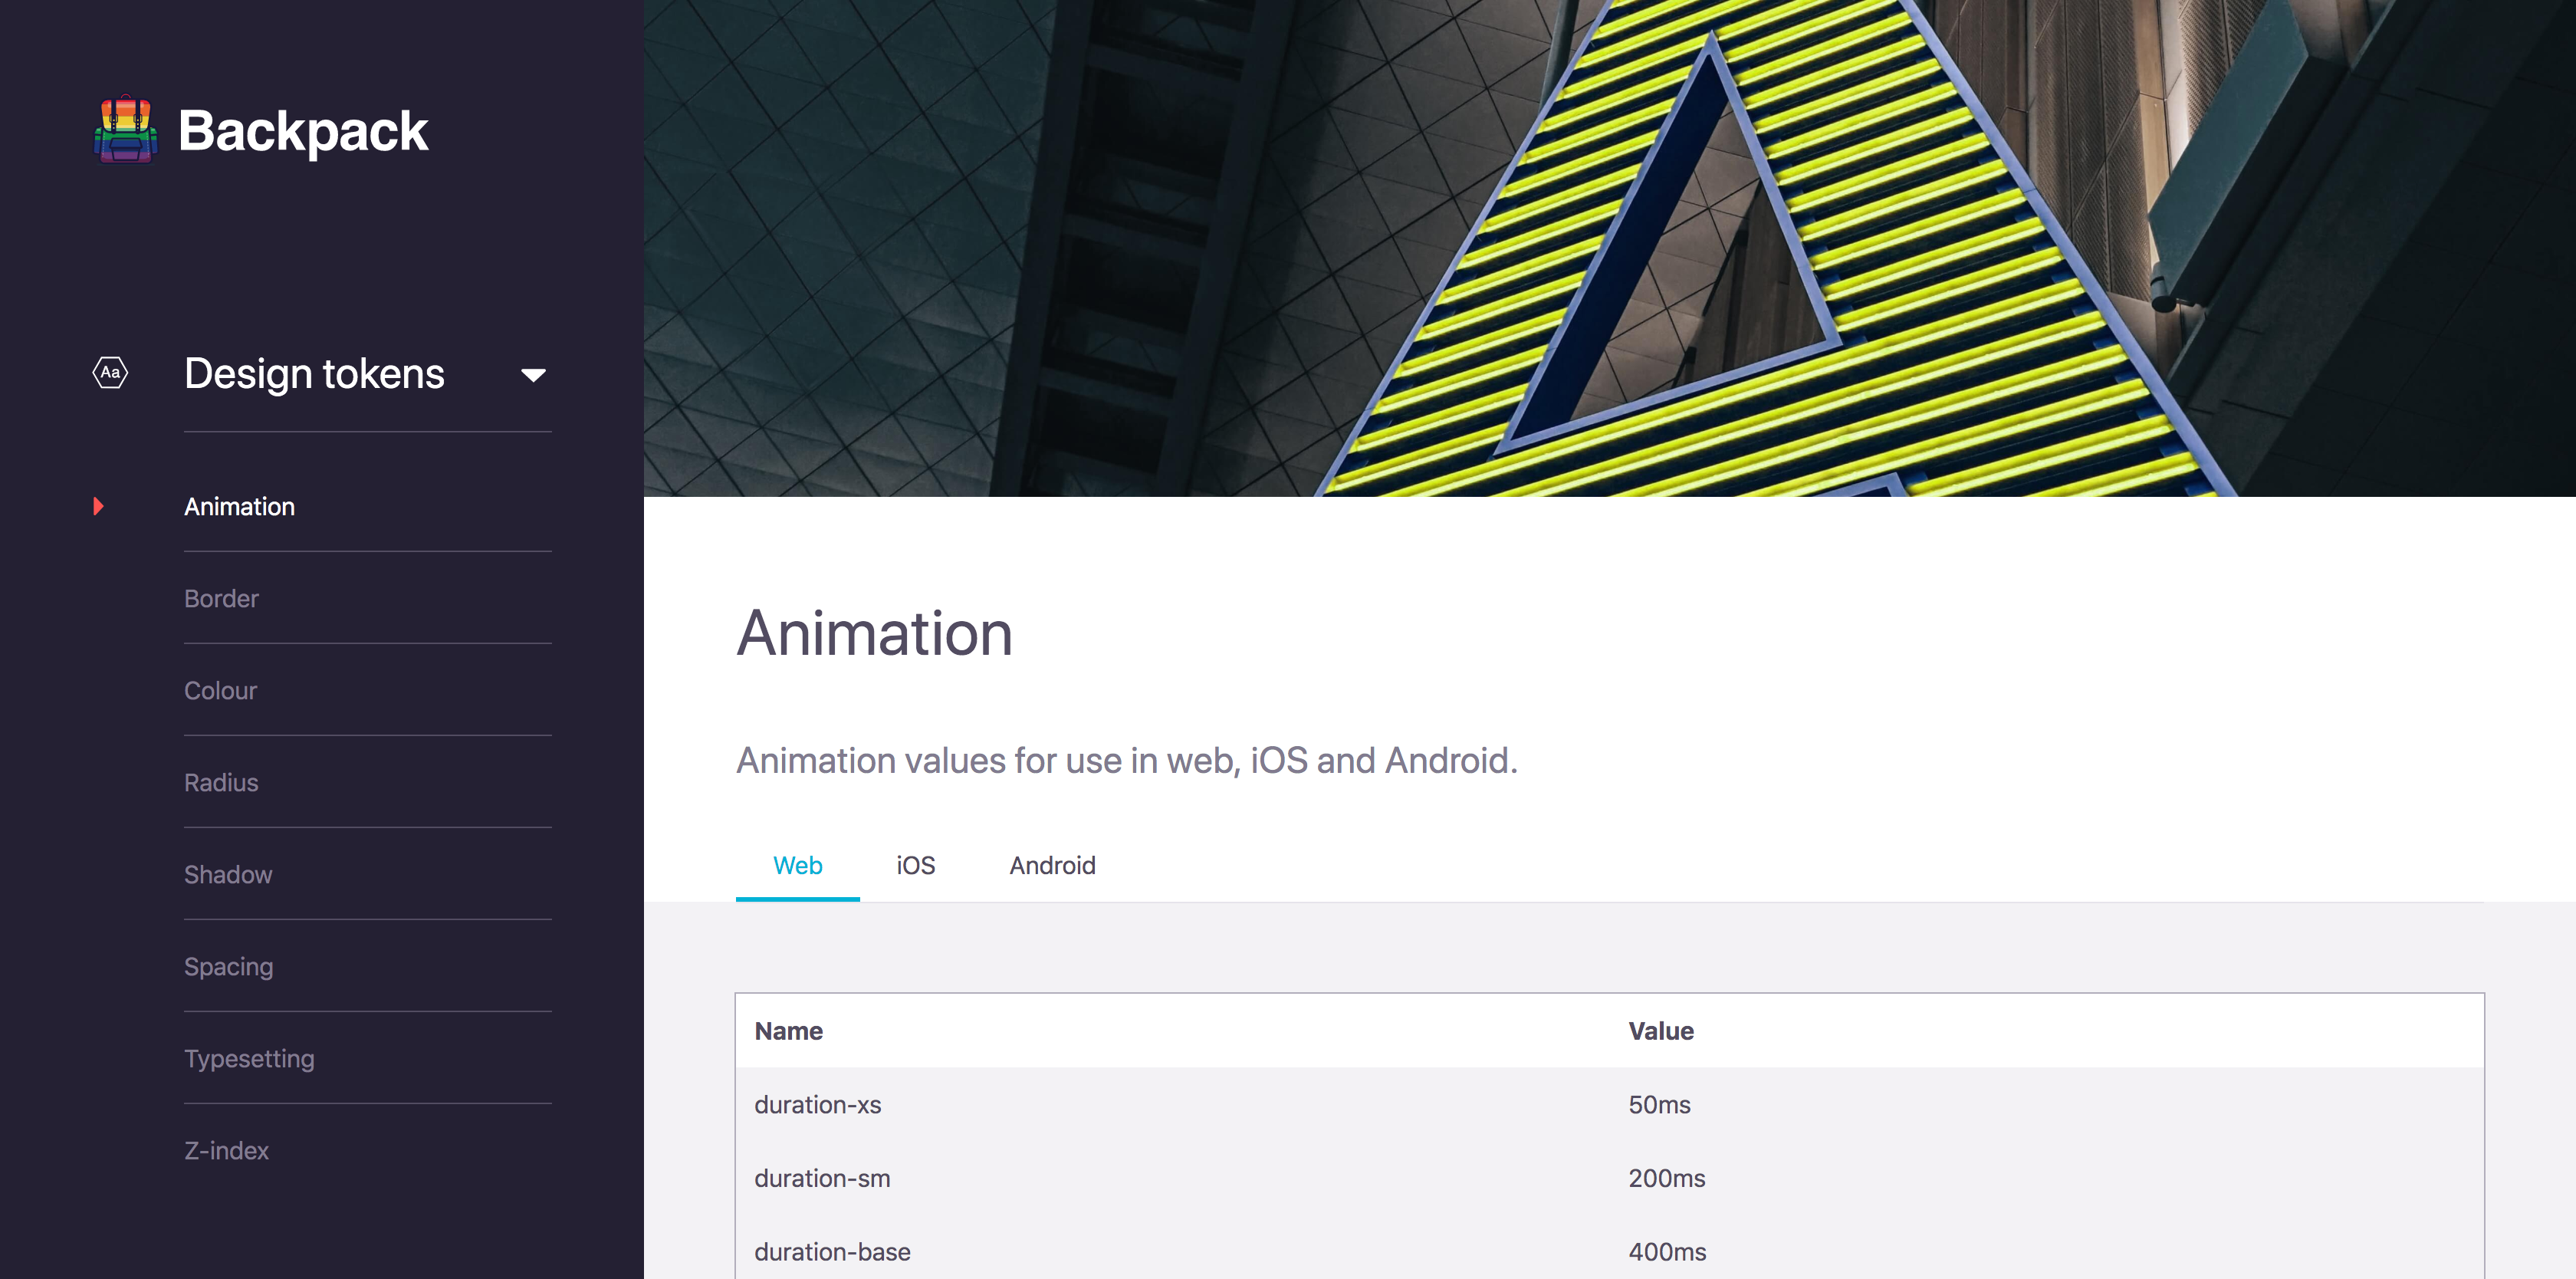 Backpack
Aa
Design tokens
Animation
Border
Colour
Radius
Shadow
Spacing
Typesetting
Z-index
Animation
Animation values for use in web, iOS and Android.
Web iOS Android
Name Value
duration-xs 50ms
duration-sm 200ms
duration-base 400ms